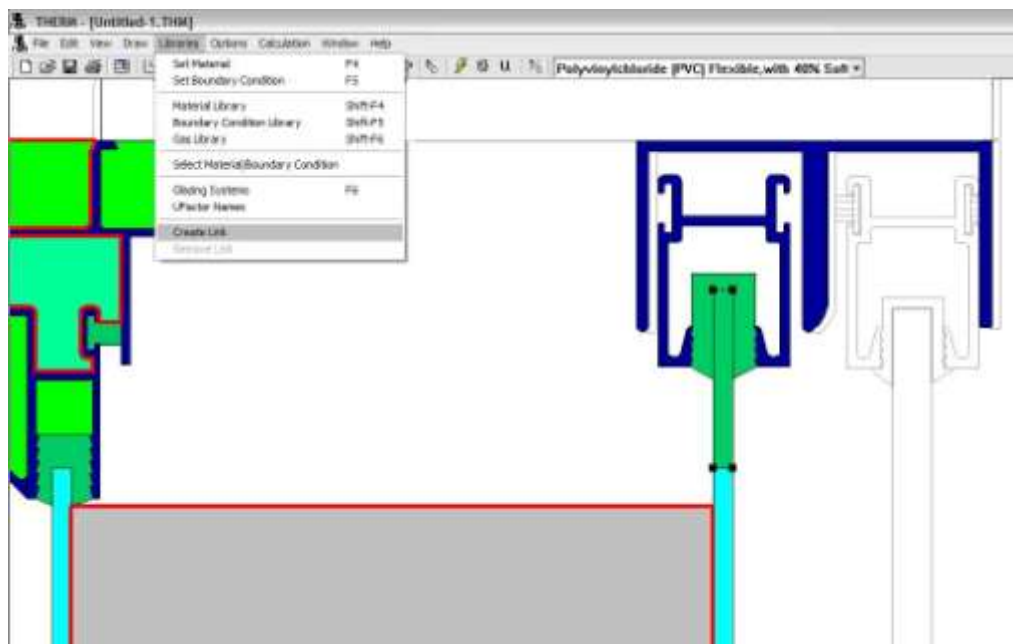 THERM - [Untitled-1.THM]
File Edit View Draw Libraries Options Calculation Window Help
Set Material F4
Set Boundary Condition F5
Material Library Shift-F4
Boundary Condition Library Shift-F5
Gas Library Shift-F6
Select Material/Boundary Condition
Glazing Systems F6
UFactor Names
Create Link
Remove Link
Polyvinylchloride (PVC) Flexible,with 40% Soft